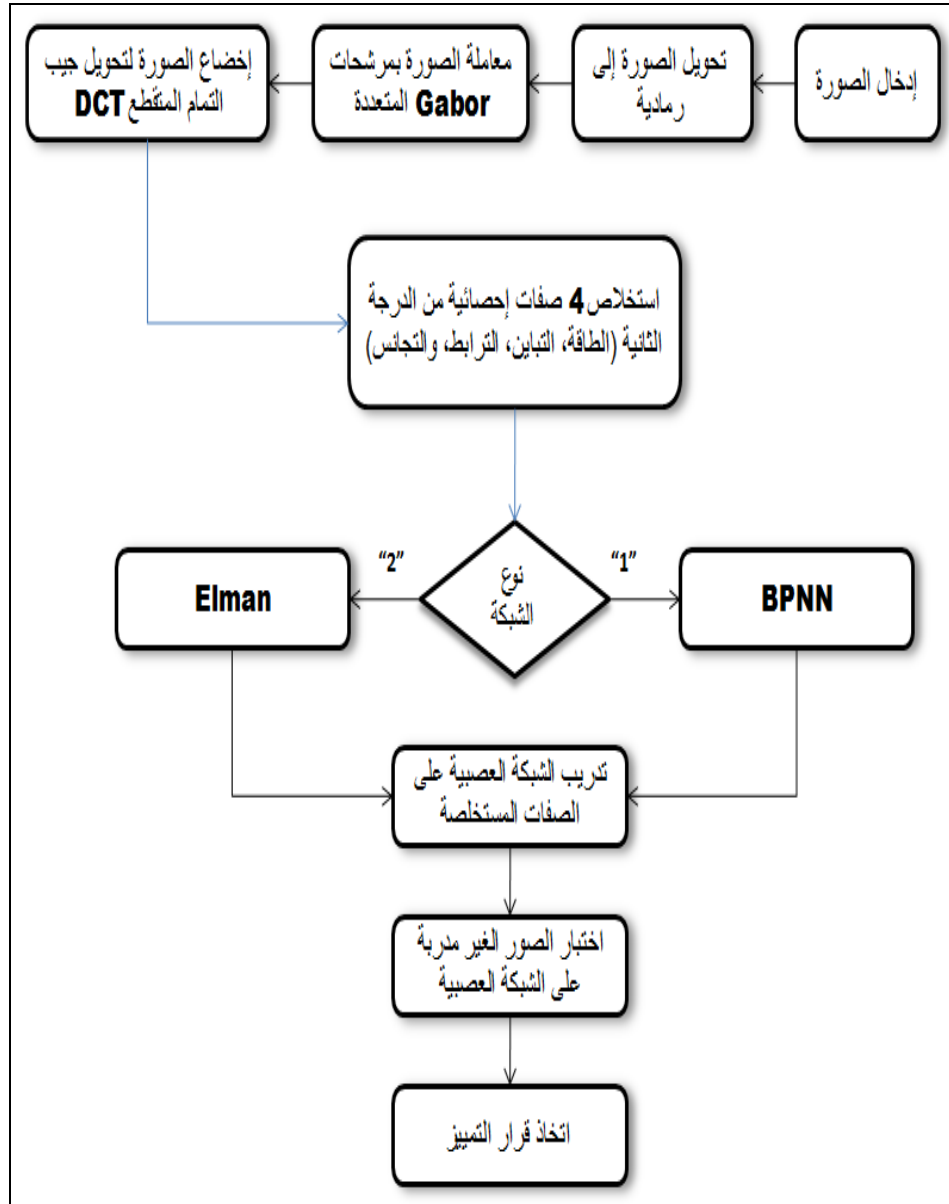 إدخال الصورة
تحويل الصورة إلى
رمادية
معاملة الصورة بمرشحات
Gabor المتعددة
إخضاع الصورة لتحويل جيب
التمام المتقطع DCT
استخلاص 4 صفات إحصائية من الدرجة
الثانية (الطاقة، التباين، الترابط، والتجانس)
نوع
الشبكة
“1”
“2”
BPNN
Elman
تدريب الشبكة العصبية على
الصفات المستخلصة
اختبار الصور الغير مدربة
على الشبكة العصبية
اتخاذ قرار التمييز